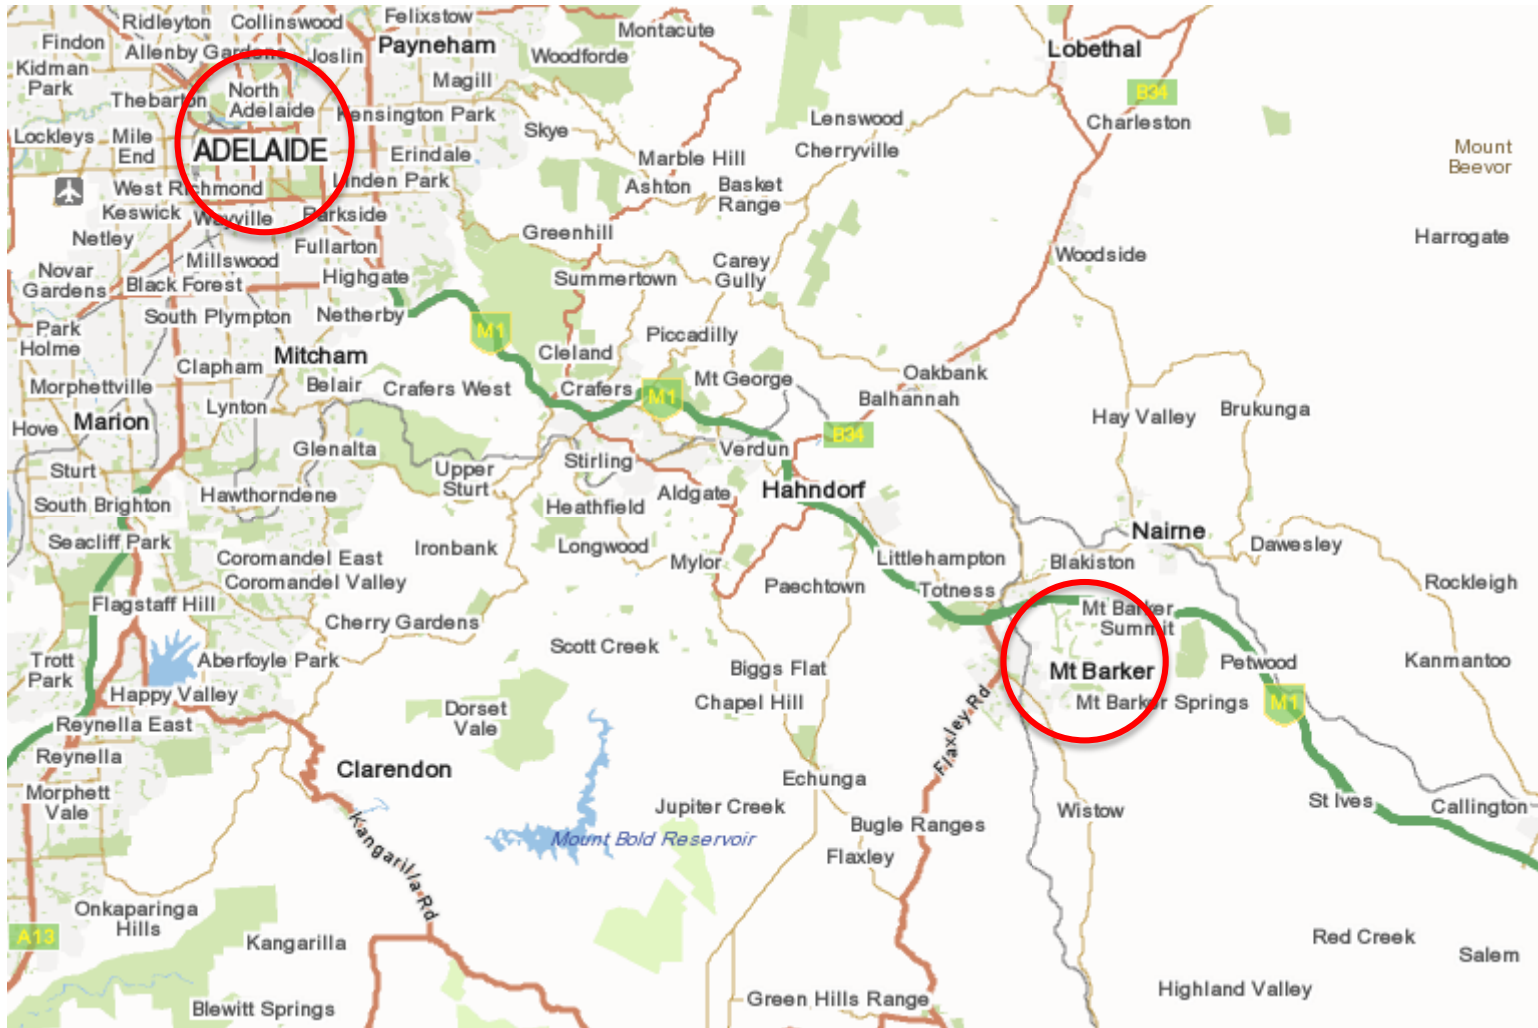 Ridleyton
Collinswood
Felixstow
Montacute
Findon
Allenby Gardens
Joslin
Payneham
Woodforde
Lobethal
Kidman
Park
Magill
North
Adelaide
Thebarton
Kensington Park
B34
Lenswood
Charleston
Lockleys
Mile
End
ADELAIDE
Skye
Erindale
Marble Hill
Cherryville
Mount
Beevor
West Richmond
Linden Park
Ashton
Basket
Range
Keswick
Wayville
Parkside
Netley
Fullarton
Greenhill
Harrogate
Millswood
Carey
Gully
Woodside
Novar
Gardens
Black Forest
Highgate
Summertown
South Plympton
Netherby
M1
Piccadilly
Park
Holme
Mitcham
Cleland
Clapham
Morphettville
Belair
Crafers West
Crafers
M1
Mt George
Oakbank
Balhannah
Lynton
Hove
Marion
Hay Valley
Brukunga
B34
Glenalta
Verdun
Sturt
Upper
Sturt
Stirling
Hawthorndene
Aldgate
Hahndorf
South Brighton
Heathfield
Nairne
Seacliff Park
Ironbank
Longwood
Dawesley
Coromandel East
Mylor
Littlehampton
Blakiston
Coromandel Valley
Paechtown
Totness
Rockleigh
Flagstaff Hill
Cherry Gardens
Mt Barker
Summit
Scott Creek
Trott
Park
Aberfoyle Park
Biggs Flat
Mt Barker
Petwood
Kanmantoo
Happy Valley
Dorset
Vale
Chapel Hill
Flaxley Rd
Mt Barker Springs
M1
Reynella East
Reynella
Clarendon
Echunga
Morphett
Vale
Jupiter Creek
Wistow
St Ives
Callington
Kangarilla Rd
Mount Bold Reservoir
Bugle Ranges
Flaxley
Onkaparinga
Hills
A13
Kangarilla
Red Creek
Salem
Blewitt Springs
Green Hills Range
Highland Valley